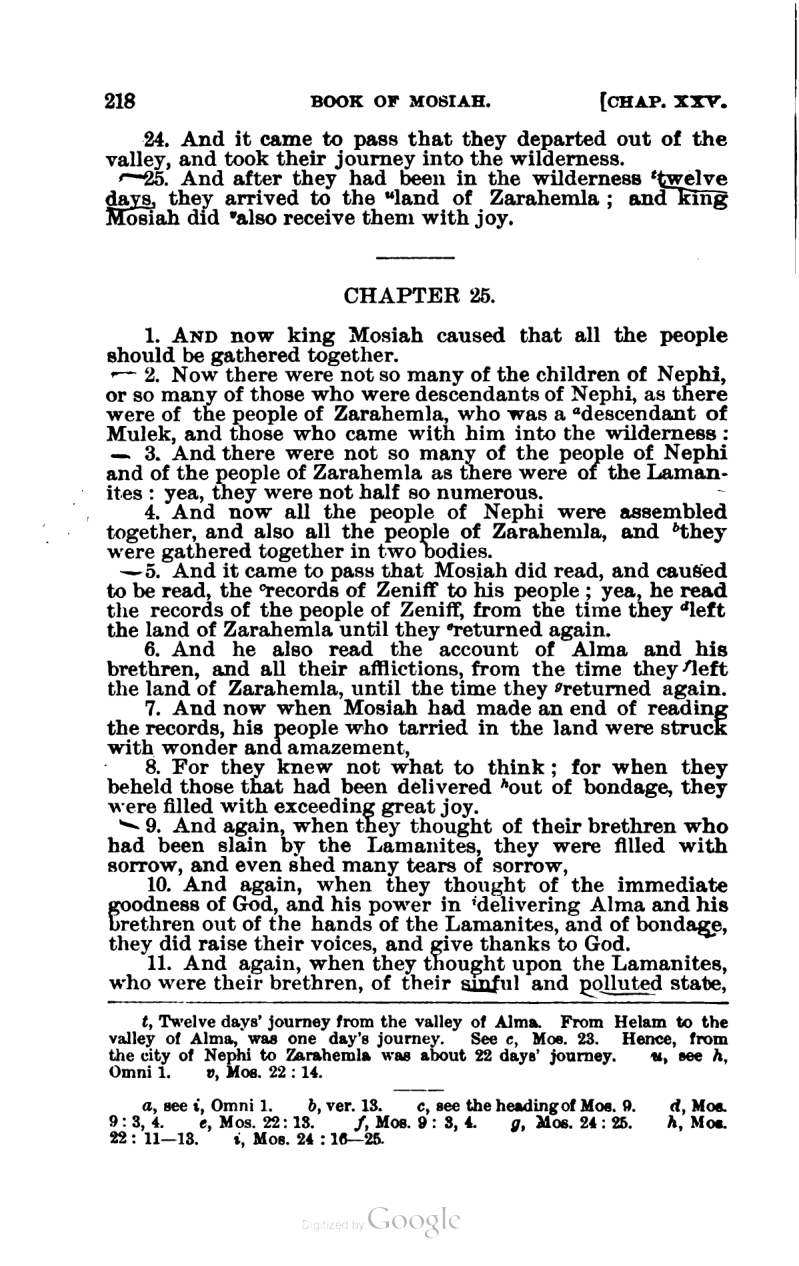 218 BOOK OF MOSIAH. [CHAP. XXV.
24. And it came to pass that they departed out of the
valley, and took their journey into the wilderness.
25. And after they had been in the wilderness ᵗtwelve
days, they arrived to the ᵘland of Zarahemla; and king
Mosiah did ᵛalso receive them with joy.
CHAPTER 25.
1. AND now king Mosiah caused that all the people
should be gathered together.
2. Now there were not so many of the children of Nephi,
or so many of those who were descendants of Nephi, as there
were of the people of Zarahemla, who was a ᵃdescendant of
Mulek, and those who came with him into the wilderness:
3. And there were not so many of the people of Nephi
and of the people of Zarahemla as there were of the Laman-
ites: yea, they were not half so numerous.
4. And now all the people of Nephi were assembled
together, and also all the people of Zarahemla, and ᵇthey
were gathered together in two bodies.
5. And it came to pass that Mosiah did read, and caused
to be read, the ᶜrecords of Zeniff to his people; yea, he read
the records of the people of Zeniff, from the time they ᵈleft
the land of Zarahemla until they ᵉreturned again.
6. And he also read the account of Alma and his
brethren, and all their afflictions, from the time they ᶠleft
the land of Zarahemla, until the time they ᵍreturned again.
7. And now when Mosiah had made an end of reading
the records, his people who tarried in the land were struck
with wonder and amazement,
8. For they knew not what to think; for when they
beheld those that had been delivered ʰout of bondage, they
were filled with exceeding great joy.
9. And again, when they thought of their brethren who
had been slain by the Lamanites, they were filled with
sorrow, and even shed many tears of sorrow,
10. And again, when they thought of the immediate
goodness of God, and his power in ⁱdelivering Alma and his
brethren out of the hands of the Lamanites, and of bondage,
they did raise their voices, and give thanks to God.
11. And again, when they thought upon the Lamanites,
who were their brethren, of their sinful and polluted state,
t, Twelve days' journey from the valley of Alma. From Helam to the
valley of Alma, was one day's journey. See c, Mos. 23. Hence, from
the city of Nephi to Zarahemla was about 22 days' journey. u, see h,
Omni 1. v, Mos. 22:14.
a, see i, Omni 1. b, ver. 13. c, see the heading of Mos. 9. d, Mos.
9:3, 4. e, Mos. 22:13. f, Mos. 9:3, 4. g, Mos. 24:25. h, Mos.
22:11—13. i, Mos. 24:16—25.
Digitized by Google